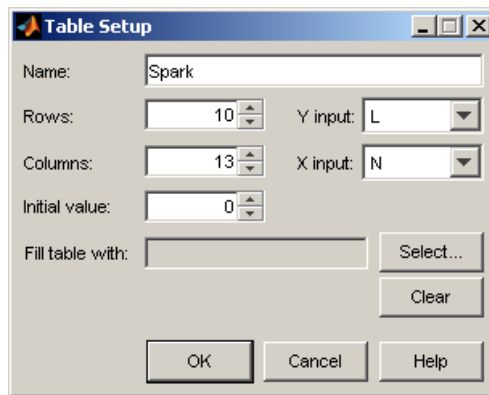 Table Setup
Name: Spark
Rows: 10 Y input: L
Columns: 13 X input: N
Initial value: 0
Fill table with: Select...
Clear
OK Cancel Help